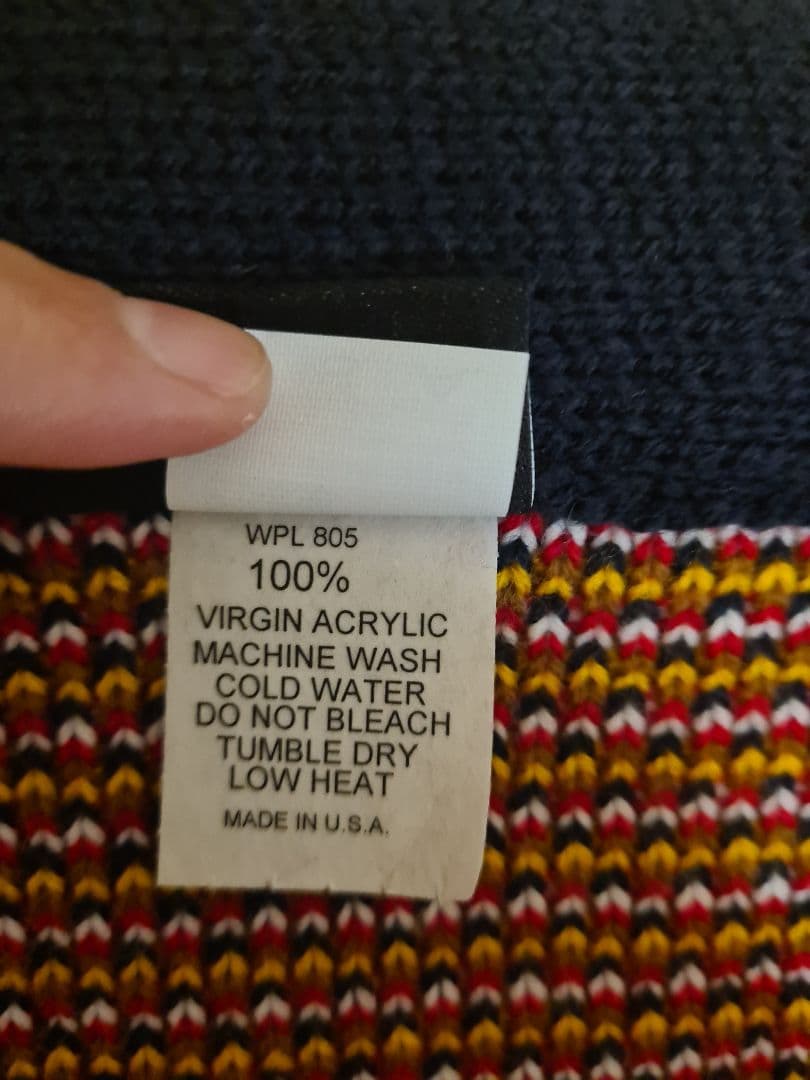 WPL 805
100%
VIRGIN ACRYLIC
MACHINE WASH
COLD WATER
DO NOT BLEACH
TUMBLE DRY
LOW HEAT
MADE IN U.S.A.